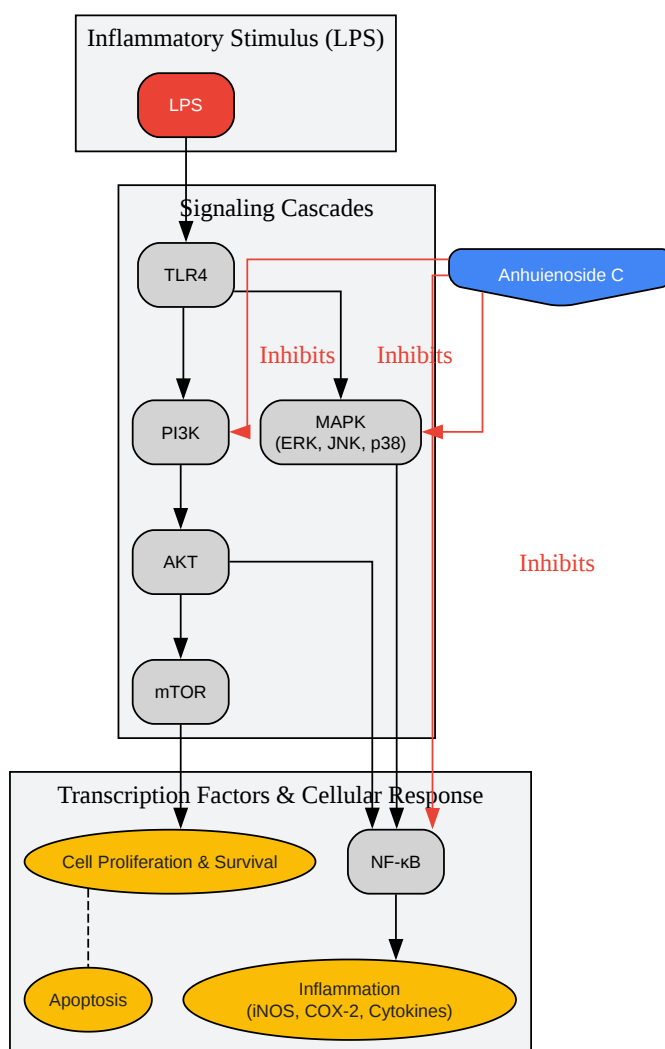 Inflammatory Stimulus (LPS)
LPS
Signaling Cascades
TLR4
Anhuienoside C
Inhibits
Inhibits
PI3K
MAPK
(ERK, JNK, p38)
AKT
Inhibits
mTOR
Transcription Factors & Cellular Response
Cell Proliferation & Survival
NF-κB
Apoptosis
Inflammation
(iNOS, COX-2, Cytokines)